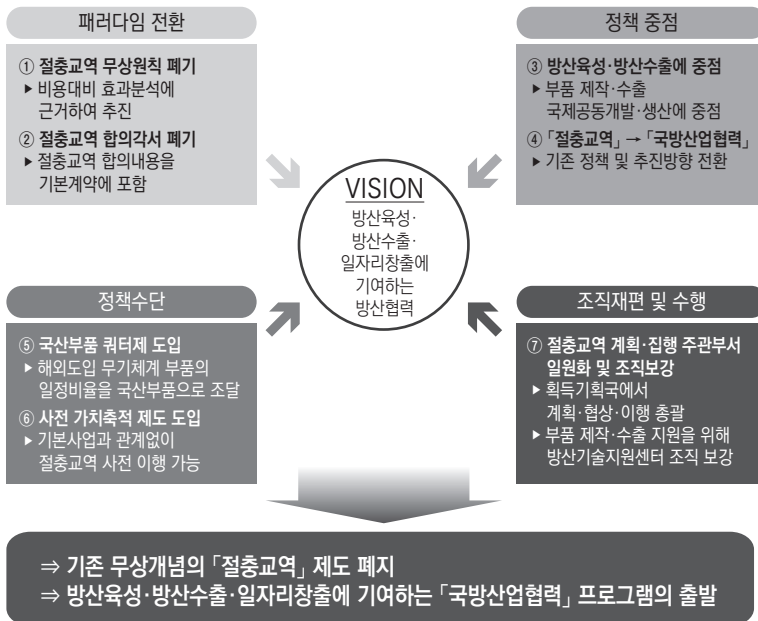 패러다임 전환
① 절충교역 무상원칙 폐기
▶ 비용대비 효과분석에
근거하여 추진
② 절충교역 합의각서 폐기
▶ 절충교역 합의내용을
기본계약에 포함
정책 중점
③ 방산육성·방산수출에 중점
▶ 부품 제작·수출
국제공동개발·생산에 중점
④ 「절충교역」 → 「국방산업협력」
▶ 기존 정책 및 추진방향 전환
VISION
방산육성·
방산수출·
일자리창출에
기여하는
방산협력
정책수단
⑤ 국산부품 쿼터제 도입
▶ 해외도입 무기체계 부품의
일정비율을 국산부품으로 조달
⑥ 사전 가치축적 제도 도입
▶ 기본사업과 관계없이
절충교역 사전 이행 가능
조직재편 및 수행
⑦ 절충교역 계획·집행 주관부서
일원화 및 조직보강
▶ 획득기획국에서
계획·협상·이행 총괄
▶ 부품 제작·수출 지원을 위해
방산기술지원센터 조직 보강
⇒ 기존 무상개념의 「절충교역」 제도 폐지
⇒ 방산육성·방산수출·일자리창출에 기여하는 「국방산업협력」 프로그램의 출발